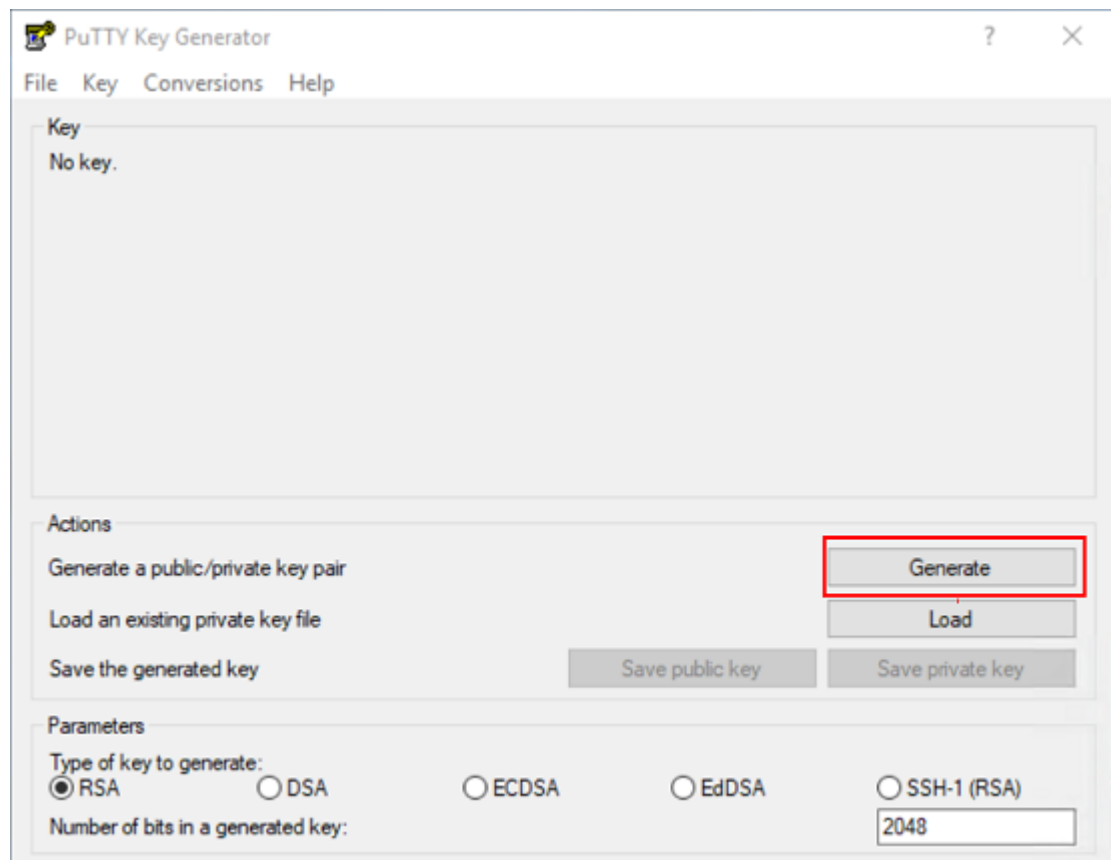 PuTTY Key Generator ?
File Key Conversions Help
Key
No key.
Actions
Generate a public/private key pair Generate
Load an existing private key file Load
Save the generated key Save public key Save private key
Parameters
Type of key to generate:
RSA DSA ECDSA EdDSA SSH-1 (RSA)
Number of bits in a generated key: 2048